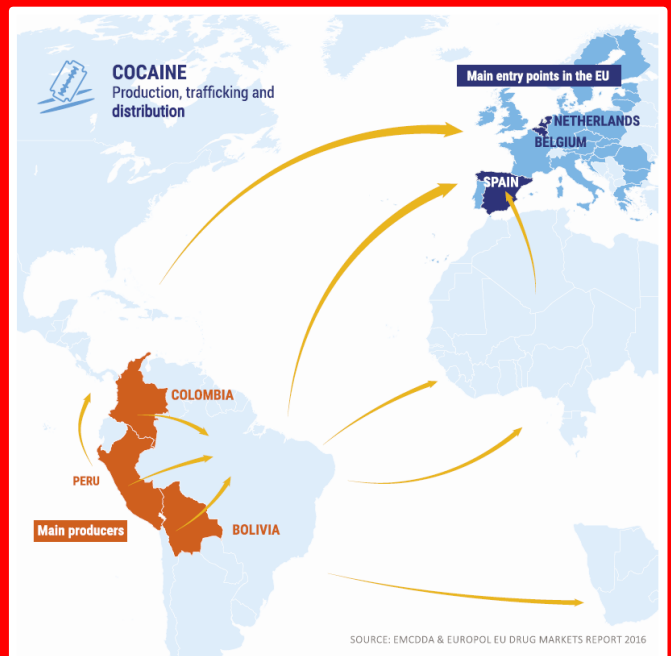 COCAINE
Production, trafficking and
distribution
Main entry points in the EU
NETHERLANDS
BELGIUM
SPAIN
COLOMBIA
PERU
Main producers
BOLIVIA
SOURCE: EMCDDA & EUROPOL EU DRUG MARKETS REPORT 2016